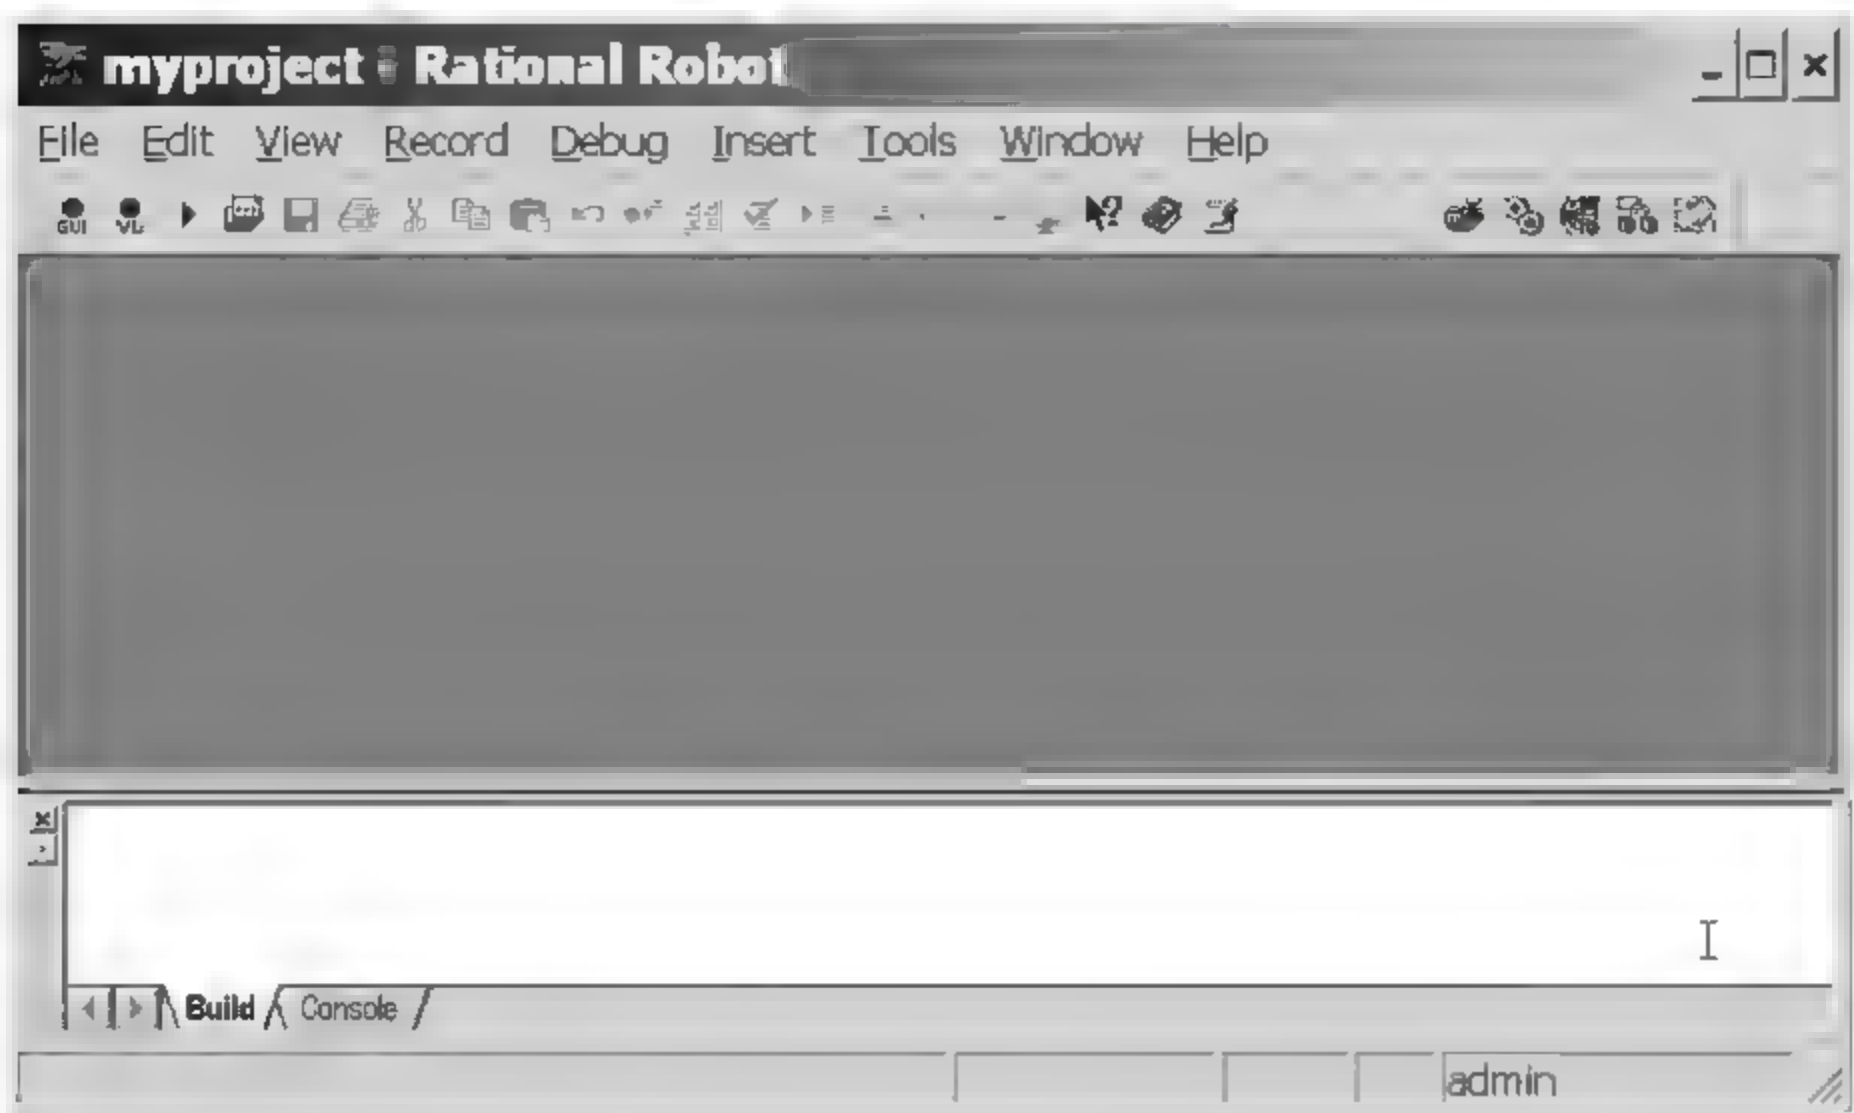 myproject - Rational Robot
File Edit View Record Debug Insert Tools Window Help
GUI VU
Build Console
admin